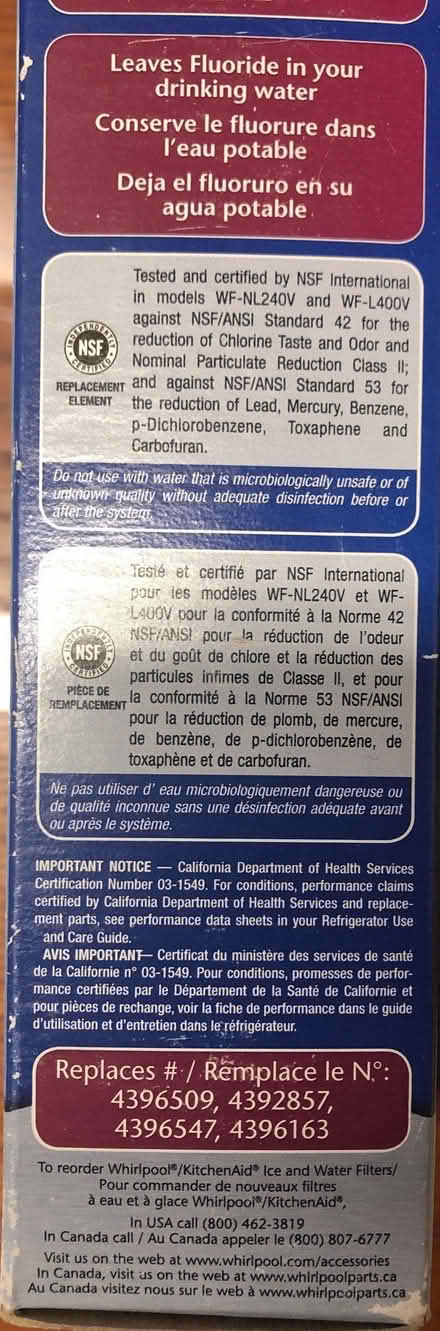 Leaves Fluoride in your
drinking water
Conserve le fluorure dans
l'eau potable
Deja el fluoruro en su
agua potable
INDEPENDENTLY
NSF
CERTIFIED
REPLACEMENT
ELEMENT
Tested and certified by NSF International
in models WF-NL240V and WF-L400V
against NSF/ANSI Standard 42 for the
reduction of Chlorine Taste and Odor and
Nominal Particulate Reduction Class II;
and against NSF/ANSI Standard 53 for
the reduction of Lead, Mercury, Benzene,
p-Dichlorobenzene, Toxaphene and
Carbofuran.
Do not use with water that is microbiologically unsafe or of
unknown quality without adequate disinfection before or
after the system.
INDEPENDENTLY
NSF
CERTIFIED
PIÈCE DE
REMPLACEMENT
Testé et certifié par NSF International
pour les modèles WF-NL240V et WF-
L400V pour la conformité à la Norme 42
NSF/ANSI pour la réduction de l'odeur
et du goût de chlore et la réduction des
particules infimes de Classe II, et pour
la conformité à la Norme 53 NSF/ANSI
pour la réduction de plomb, de mercure,
de benzène, de p-dichlorobenzène, de
toxaphène et de carbofuran.
Ne pas utiliser d' eau microbiologiquement dangereuse ou
de qualité inconnue sans une désinfection adéquate avant
ou après le système.
IMPORTANT NOTICE — California Department of Health Services
Certification Number 03-1549. For conditions, performance claims
certified by California Department of Health Services and replace-
ment parts, see performance data sheets in your Refrigerator Use
and Care Guide.
AVIS IMPORTANT— Certificat du ministère des services de santé
de la Californie n° 03-1549. Pour conditions, promesses de perfor-
mance certifiées par le Département de la Santé de Californie et
pour pièces de rechange, voir la fiche de performance dans le guide
d'utilisation et d'entretien dans le réfrigérateur.
Replaces # / Remplace le N°:
4396509, 4392857,
4396547, 4396163
To reorder Whirlpool®/KitchenAid® Ice and Water Filters/
Pour commander de nouveaux filtres
à eau et à glace Whirlpool®/KitchenAid®,
In USA call (800) 462-3819
In Canada call / Au Canada appeler le (800) 807-6777
Visit us on the web at www.whirlpool.com/accessories
In Canada, visit us on the web at www.whirlpoolparts.ca
Au Canada visitez nous sur le web à www.whirlpoolparts.ca